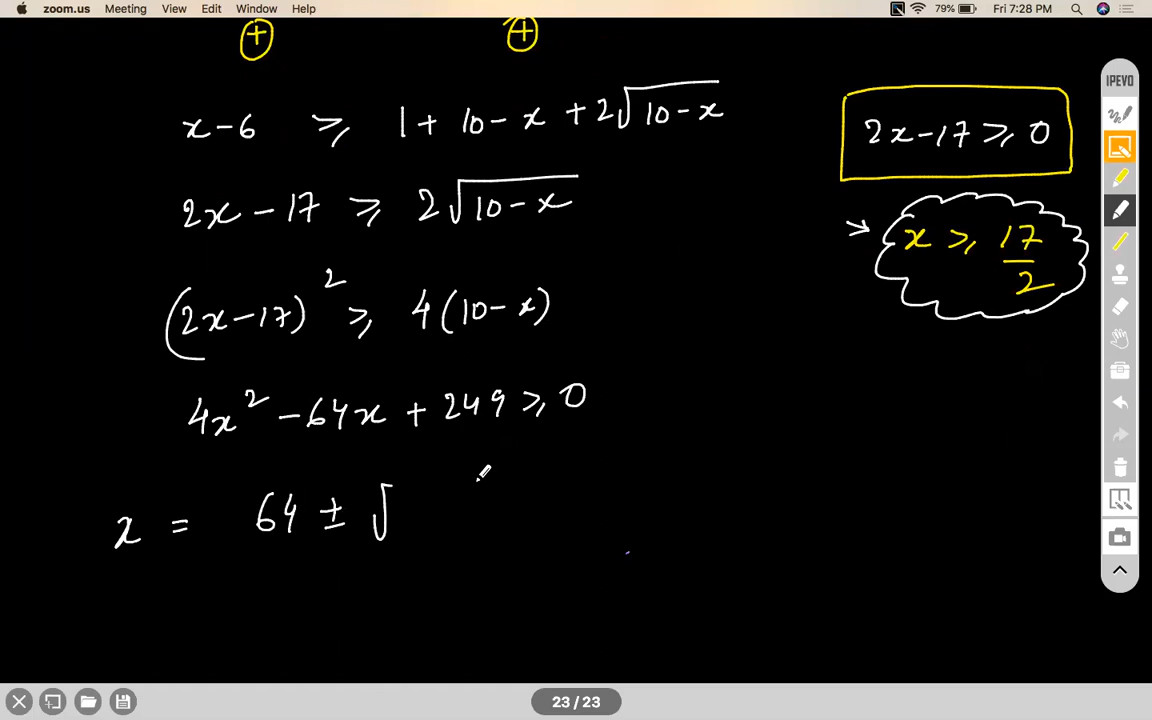 zoom.us Meeting View Edit Window Help 79% Fri 7:28 PM
+ +
x-6 ≥ 1 + 10-x + 2√10-x
2x-17 ≥ 2√10-x
(2x-17)² ≥ 4(10-x)
4x² - 64x + 249 ≥ 0
x = 64 ± √
2x-17 ≥ 0
→ x ≥ 17/2
IPEVO
23 / 23